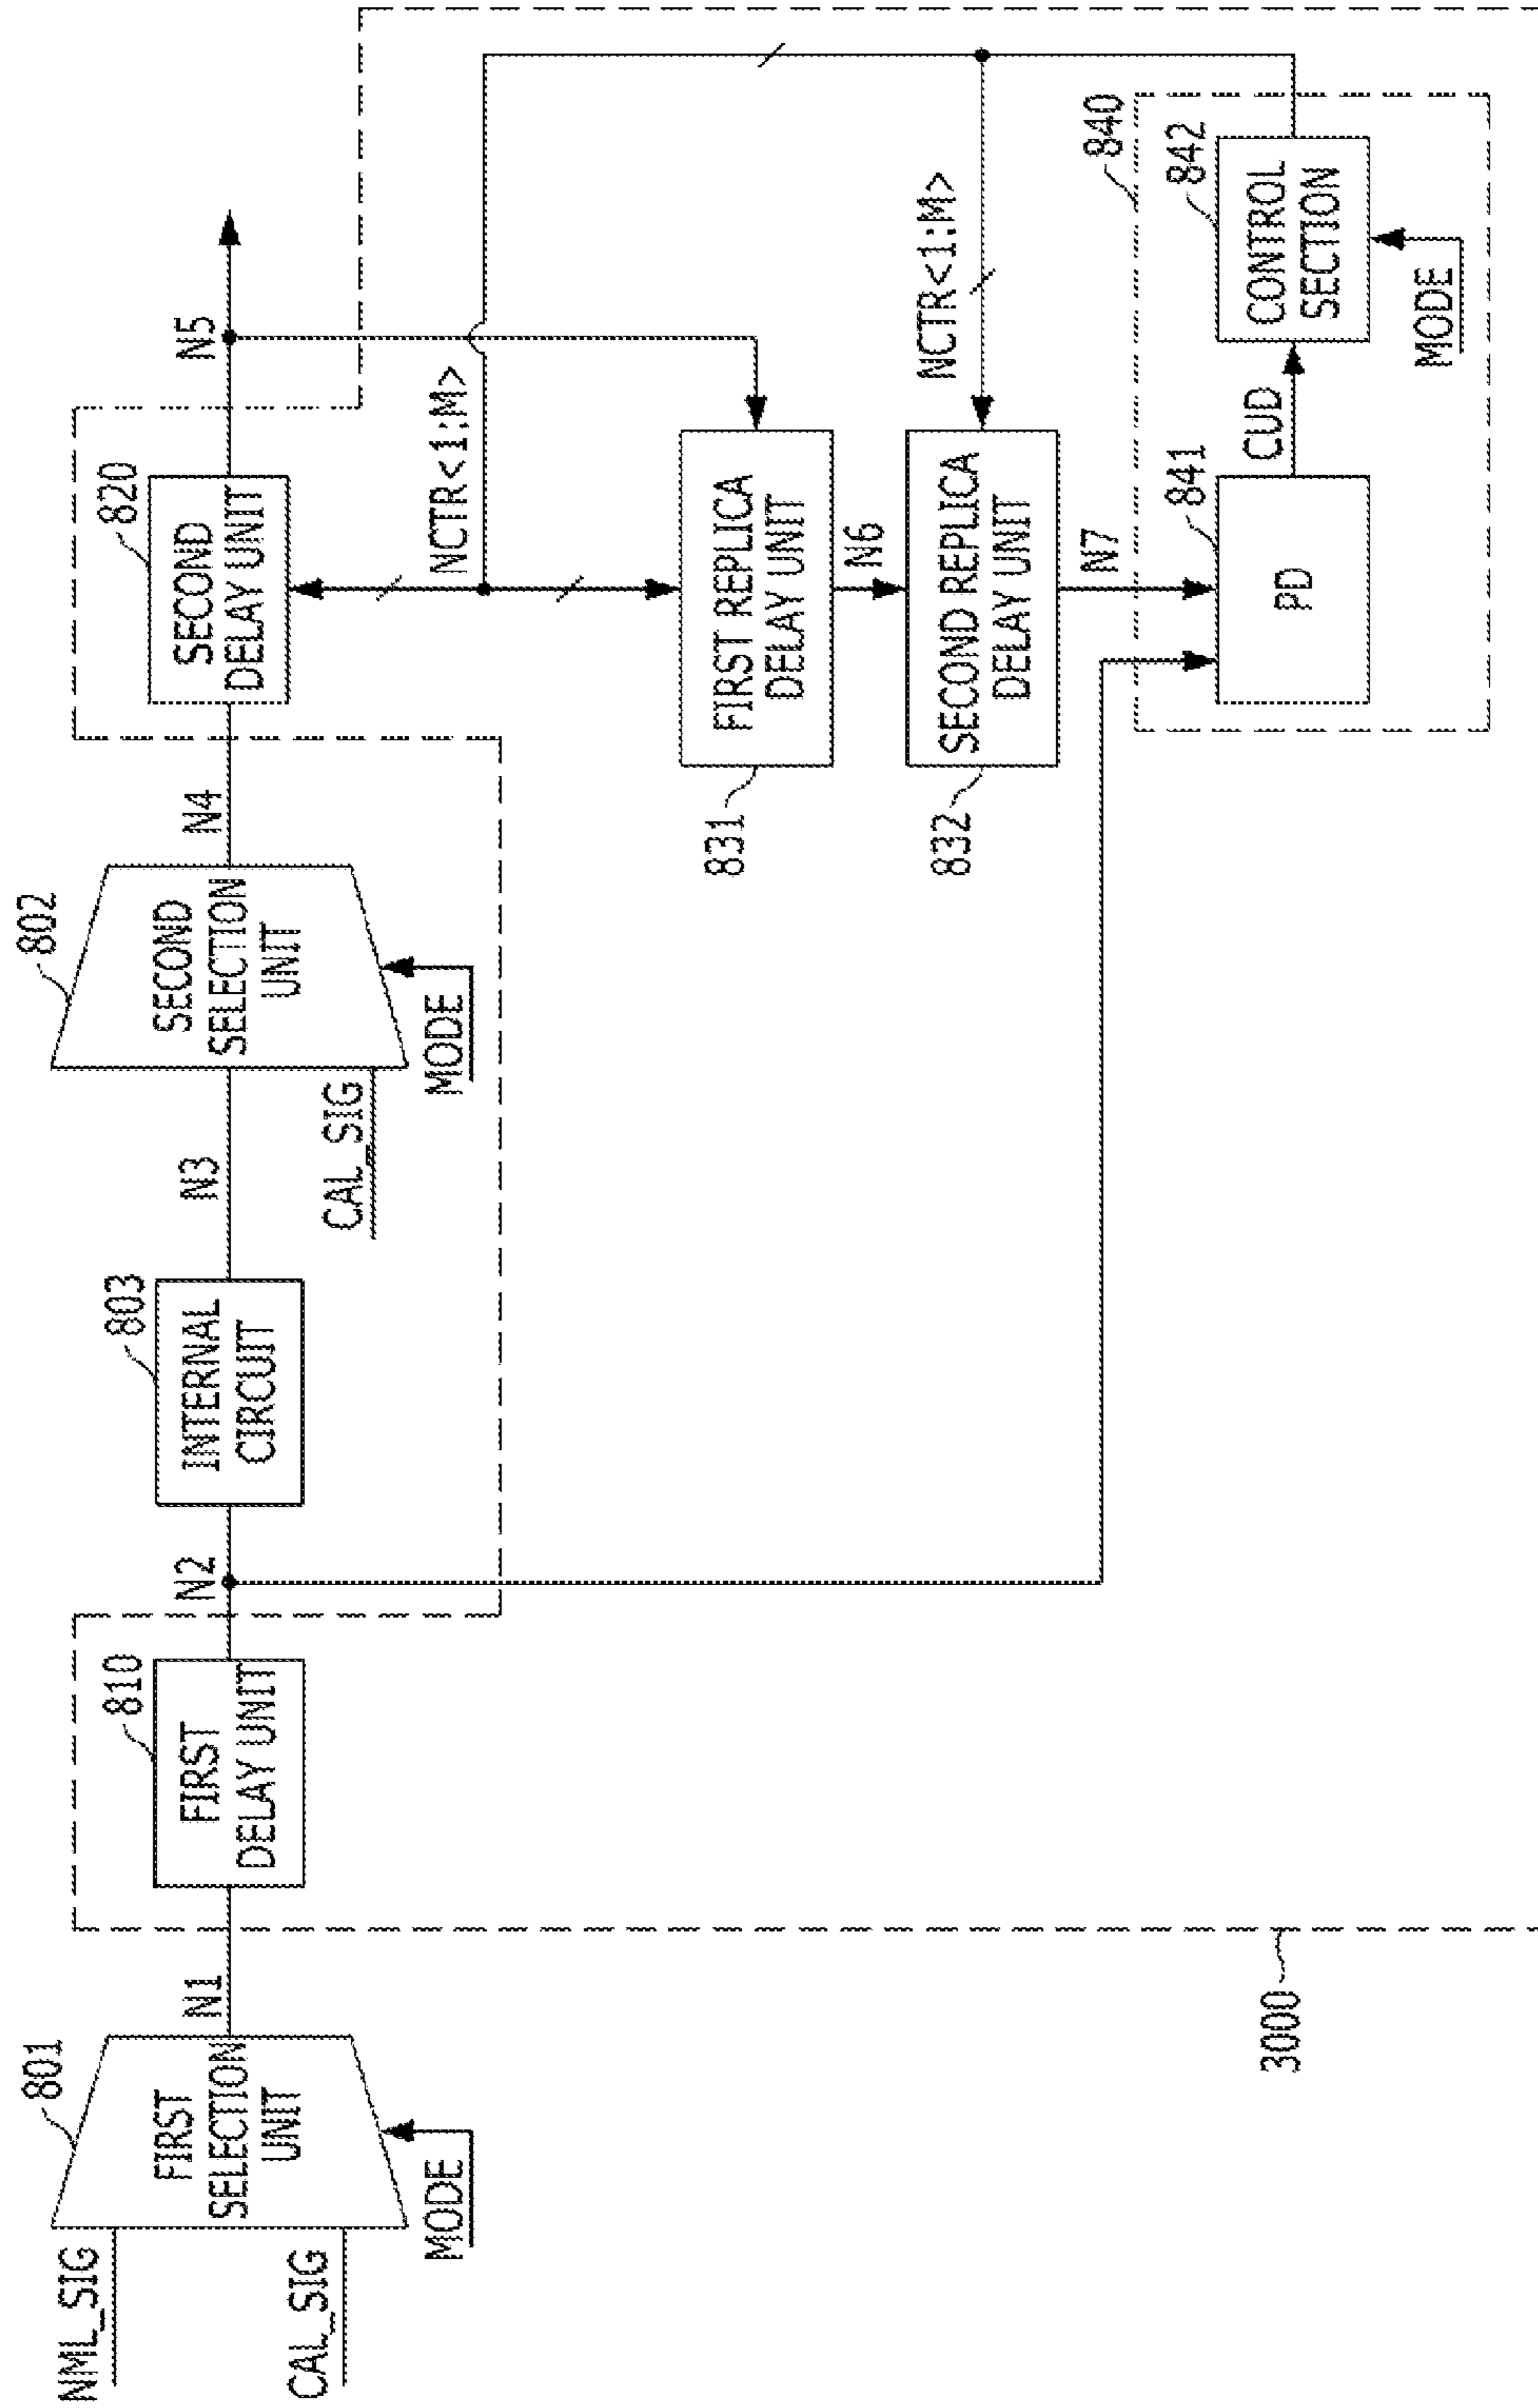 801
NML_SIG
CAL_SIG
FIRST
SELECTION
UNIT
MODE
N1
810
FIRST
DELAY UNIT
N2
803
INTERNAL
CIRCUIT
N3
802
CAL_SIG
SECOND
SELECTION
UNIT
MODE
N4
820
SECOND
DELAY UNIT
N5
NCTR<1:M>
831
FIRST REPLICA
DELAY UNIT
N6
NCTR<1:M>
832
SECOND REPLICA
DELAY UNIT
N7
840
841
PD
CUD
842
CONTROL
SECTION
MODE
3000